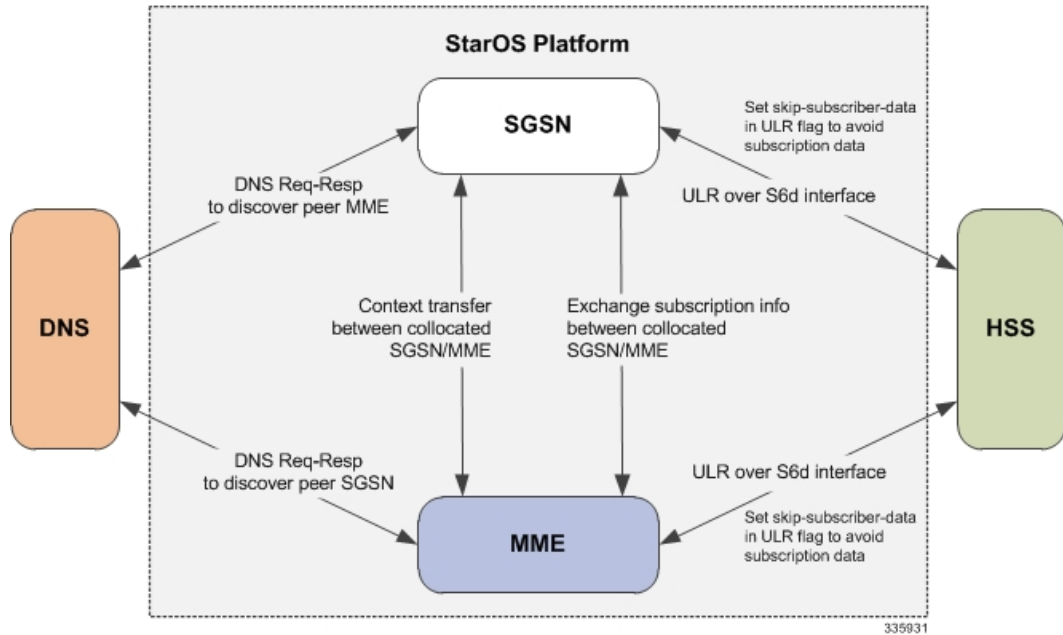 StarOS Platform
SGSN
Set skip-subscriber-data
in ULR flag to avoid
subscription data
DNS Req-Resp
to discover peer MME
ULR over S6d interface
DNS
Context transfer
between collocated
SGSN/MME
Exchange subscription info
between collocated
SGSN/MME
HSS
DNS Req-Resp
to discover peer SGSN
ULR over S6d interface
MME
Set skip-subscriber-data
in ULR flag to avoid
subscription data
335931